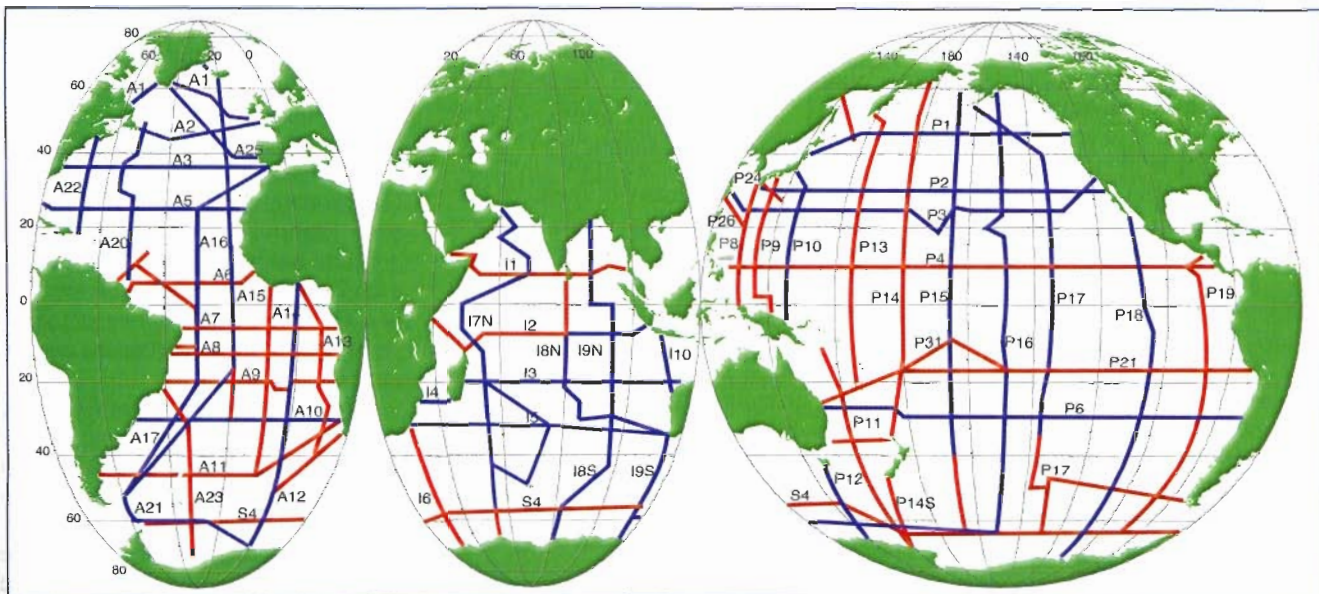 80
60 20 0
A1
A1
60
A2
A25
40
A3
A22
A5
20
A20
A16
A6
A15
A1
0
A7
A8
A13
A9
20
A10
A17
40
A11
A23
A12
A21
S4
60
80
20 60 100
I1
I7N
I2
I8N
I9N
I10
I3
I4
I5
I8S
I9S
I6
S4
140 180 140
P1
P24
P2
P26
P3
P8
P9
P10
P13
P4
P14
P15
P17
P19
P18
P31
P16
P21
P6
P11
P17
P12
S4
P14S